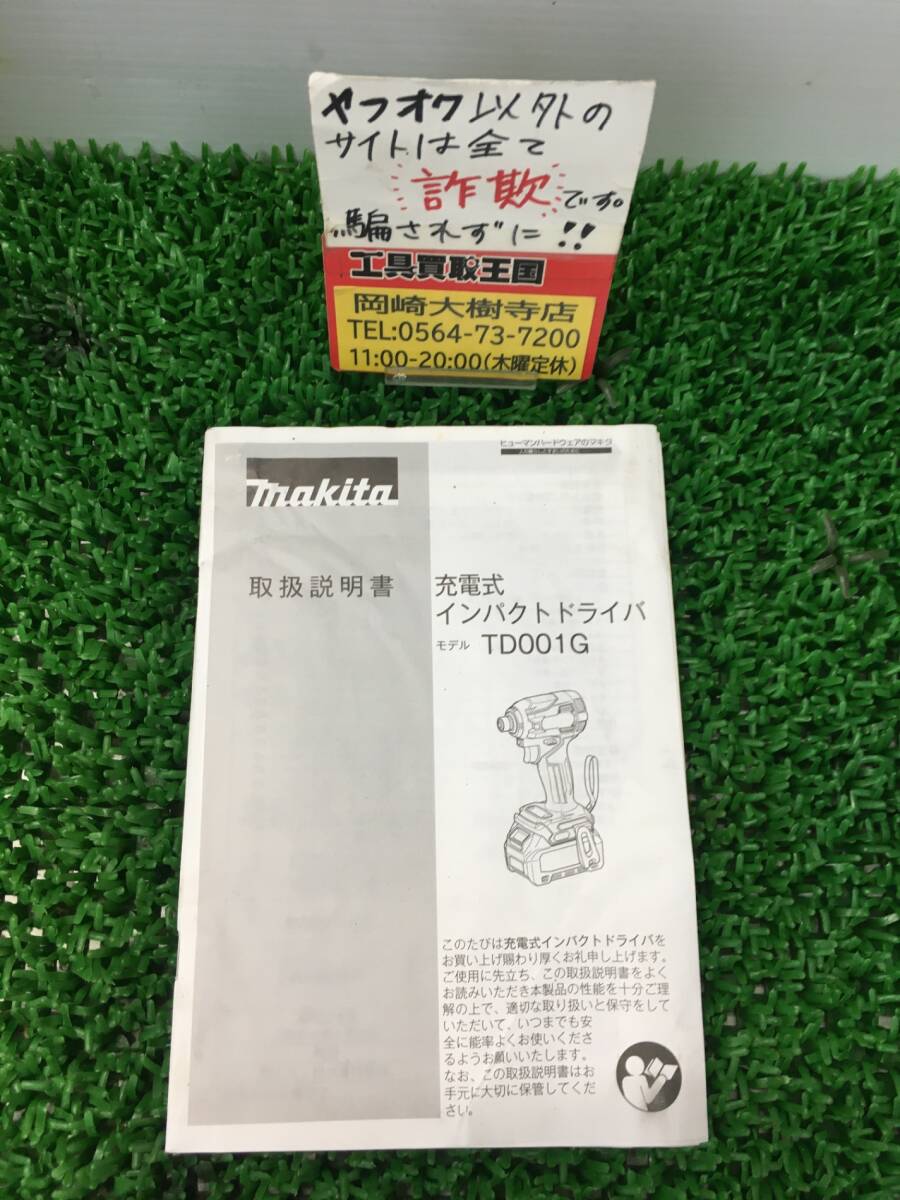 ヤフオク以外の
サイトは全て
詐欺です。
騙されずに!!
工具買取王国
岡崎大樹寺店
TEL:0564-73-7200
11:00-20:00(木曜定休)
ヒューマンハードウェアのマキタ
makita
取扱説明書
充電式
インパクトドライバ
モデル TD001G
このたびは充電式インパクトドライバを
お買い上げ賜わり厚くお礼申し上げます。
ご使用に先立ち、この取扱説明書をよく
お読みいただき本製品の性能を十分ご理
解の上で、適切な取り扱いと保守をして
いただいて、いつまでも安
全に能率よくお使いくださ
るようお願いいたします。
なお、この取扱説明書はお
手元に大切に保管してくだ
さい。